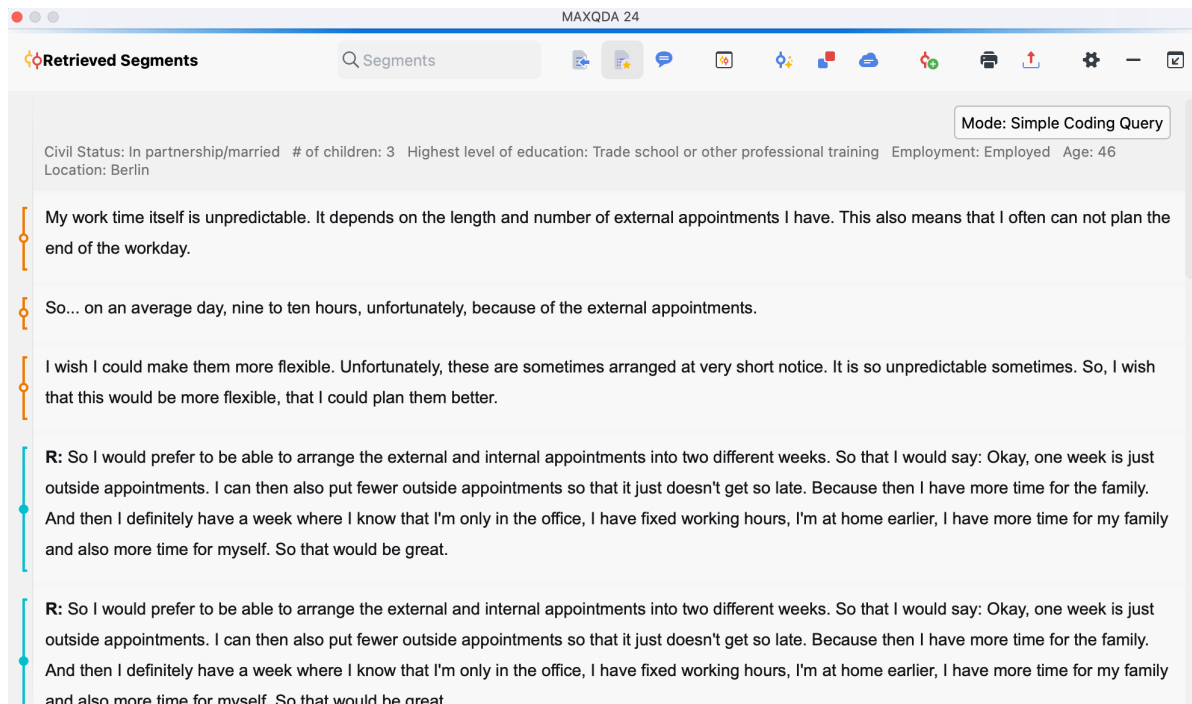 MAXQDA 24
Retrieved Segments
Segments
Mode: Simple Coding Query
Civil Status: In partnership/married # of children: 3 Highest level of education: Trade school or other professional training Employment: Employed Age: 46
Location: Berlin
My work time itself is unpredictable. It depends on the length and number of external appointments I have. This also means that I often can not plan the
end of the workday.
So... on an average day, nine to ten hours, unfortunately, because of the external appointments.
I wish I could make them more flexible. Unfortunately, these are sometimes arranged at very short notice. It is so unpredictable sometimes. So, I wish
that this would be more flexible, that I could plan them better.
R: So I would prefer to be able to arrange the external and internal appointments into two different weeks. So that I would say: Okay, one week is just
outside appointments. I can then also put fewer outside appointments so that it just doesn't get so late. Because then I have more time for the family.
And then I definitely have a week where I know that I'm only in the office, I have fixed working hours, I'm at home earlier, I have more time for my family
and also more time for myself. So that would be great.
R: So I would prefer to be able to arrange the external and internal appointments into two different weeks. So that I would say: Okay, one week is just
outside appointments. I can then also put fewer outside appointments so that it just doesn't get so late. Because then I have more time for the family.
And then I definitely have a week where I know that I'm only in the office, I have fixed working hours, I'm at home earlier, I have more time for my family
and also more time for myself. So that would be great.